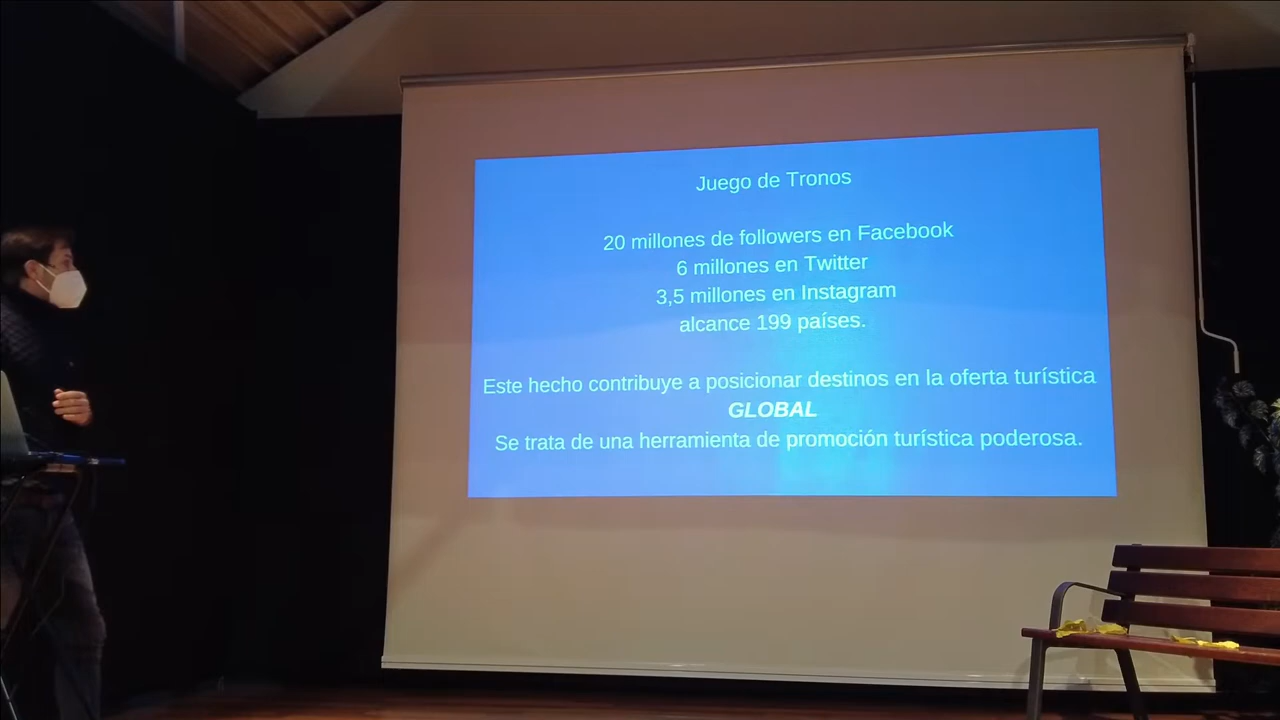 Juego de Tronos
20 millones de followers en Facebook
6 millones en Twitter
3,5 millones en Instagram
alcance 199 países.
Este hecho contribuye a posicionar destinos en la oferta turística
GLOBAL
Se trata de una herramienta de promoción turística poderosa.